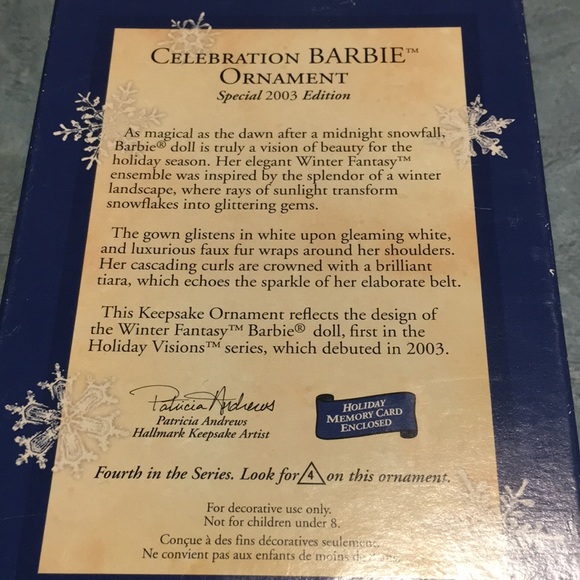 CELEBRATION BARBIE™
ORNAMENT
Special 2003 Edition
As magical as the dawn after a midnight snowfall,
Barbie® doll is truly a vision of beauty for the
holiday season. Her elegant Winter Fantasy™
ensemble was inspired by the splendor of a winter
landscape, where rays of sunlight transform
snowflakes into glittering gems.
The gown glistens in white upon gleaming white,
and luxurious faux fur wraps around her shoulders.
Her cascading curls are crowned with a brilliant
tiara, which echoes the sparkle of her elaborate belt.
This Keepsake Ornament reflects the design of
the Winter Fantasy™ Barbie® doll, first in the
Holiday Visions™ series, which debuted in 2003.
Patricia Andrews
Patricia Andrews
Hallmark Keepsake Artist
HOLIDAY
MEMORY CARD
ENCLOSED
Fourth in the Series. Look for 4 on this ornament.
For decorative use only.
Not for children under 8.
Conçue à des fins décoratives seulement.
Ne convient pas aux enfants de moins de